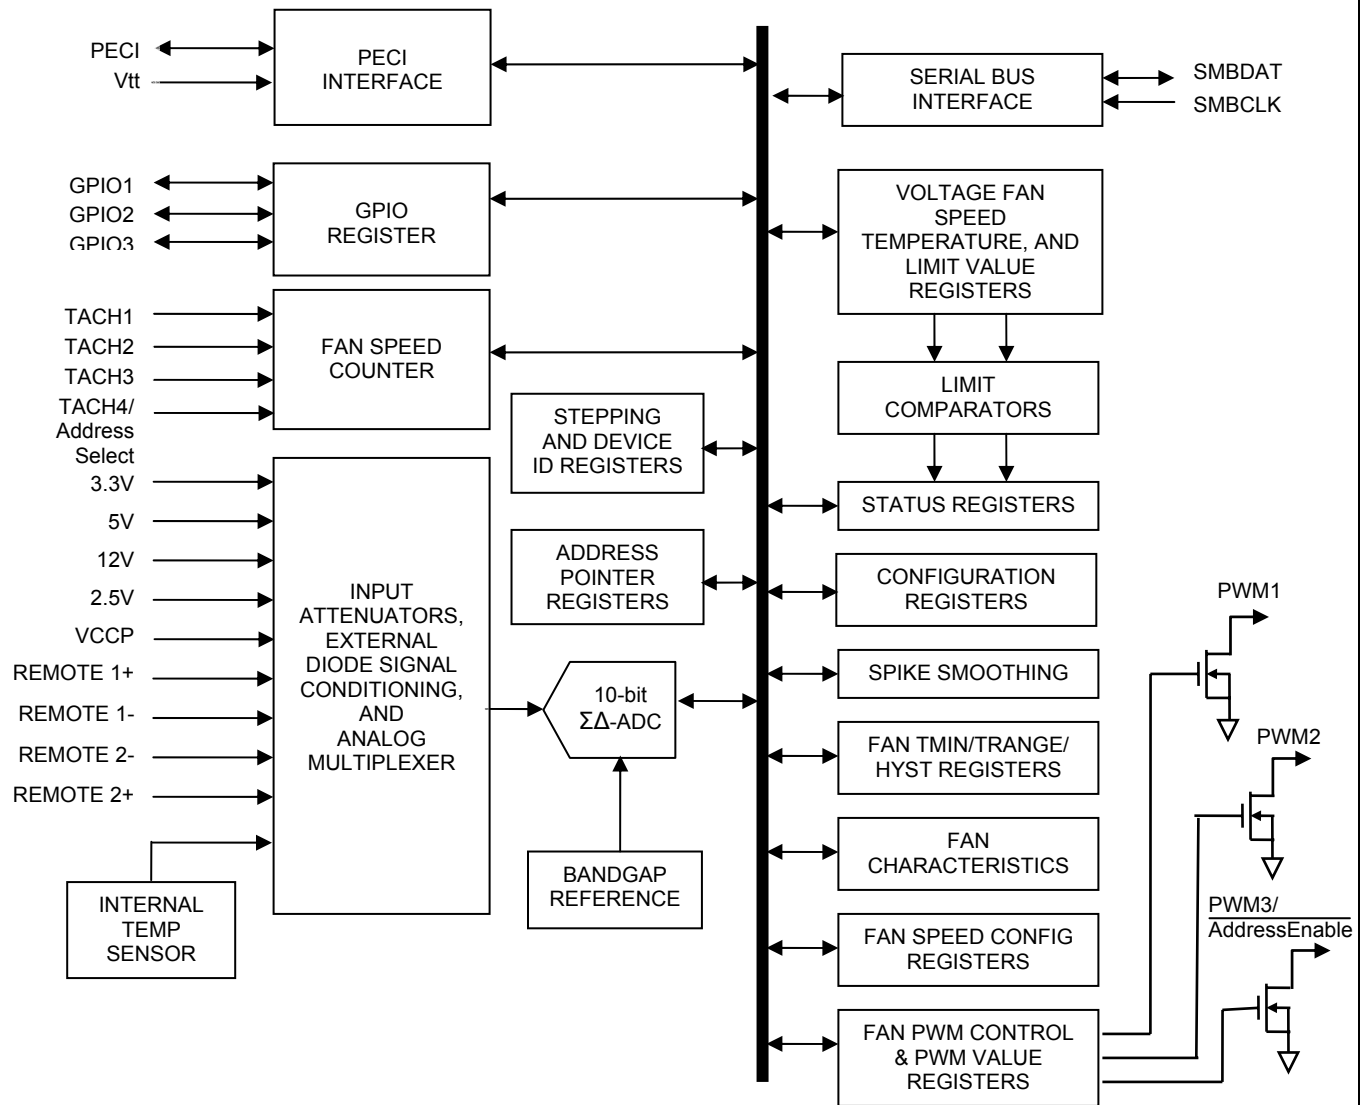 PECI
Vtt
PECI
INTERFACE
SERIAL BUS
INTERFACE
SMBDAT
SMBCLK
GPIO1
GPIO2
GPIO3
GPIO
REGISTER
VOLTAGE FAN
SPEED
TEMPERATURE, AND
LIMIT VALUE
REGISTERS
TACH1
TACH2
TACH3
TACH4/
Address
Select
FAN SPEED
COUNTER
LIMIT
COMPARATORS
STEPPING
AND DEVICE
ID REGISTERS
STATUS REGISTERS
3.3V
5V
12V
2.5V
VCCP
REMOTE 1+
REMOTE 1-
REMOTE 2-
REMOTE 2+
INPUT
ATTENUATORS,
EXTERNAL
DIODE SIGNAL
CONDITIONING,
AND
ANALOG
MULTIPLEXER
ADDRESS
POINTER
REGISTERS
CONFIGURATION
REGISTERS
PWM1
10-bit
ΣΔ-ADC
SPIKE SMOOTHING
FAN TMIN/TRANGE/
HYST REGISTERS
PWM2
INTERNAL
TEMP
SENSOR
BANDGAP
REFERENCE
FAN
CHARACTERISTICS
PWM3/
AddressEnable
FAN SPEED CONFIG
REGISTERS
FAN PWM CONTROL
& PWM VALUE
REGISTERS